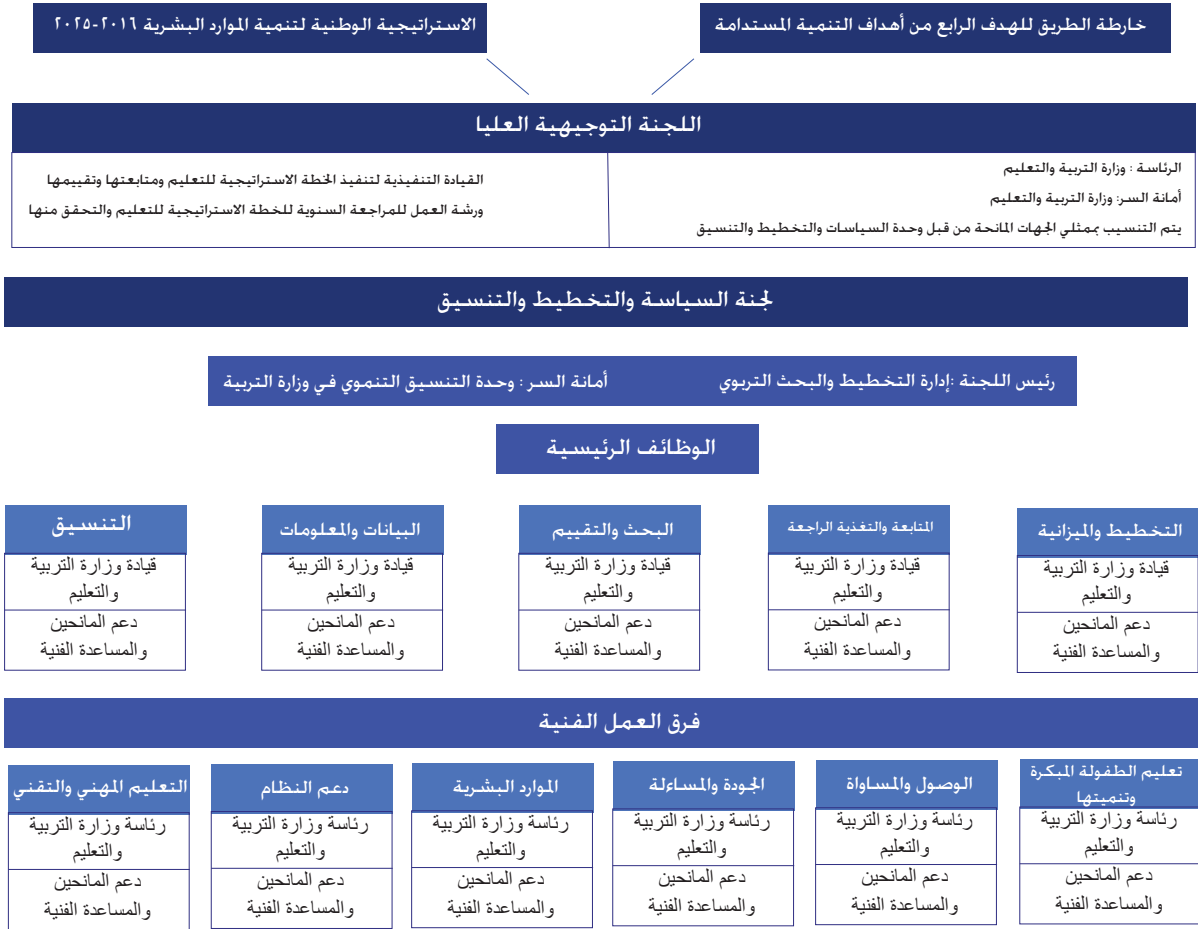 خارطة الطريق للهدف الرابع من أهداف التنمية المستدامة
الاستراتيجية الوطنية لتنمية الموارد البشرية ٢٠١٦-٢٠٢٥
اللجنة التوجيهية العليا
الرئاسة : وزارة التربية والتعليم
أمانة السر: وزارة التربية والتعليم
يتم التنسيب بممثلي الجهات المانحة من قبل وحدة السياسات والتخطيط والتنسيق
القيادة التنفيذية لتنفيذ الخطة الاستراتيجية للتعليم ومتابعتها وتقييمها
ورشة العمل للمراجعة السنوية للخطة الاستراتيجية للتعليم والتحقق منها
لجنة السياسة والتخطيط والتنسيق
رئيس اللجنة :إدارة التخطيط والبحث التربوي
أمانة السر : وحدة التنسيق التنموي في وزارة التربية
الوظائف الرئيسية
التخطيط والميزانية
قيادة وزارة التربية
والتعليم
دعم المانحين
والمساعدة الفنية
المتابعة والتغذية الراجعة
قيادة وزارة التربية
والتعليم
دعم المانحين
والمساعدة الفنية
البحث والتقييم
قيادة وزارة التربية
والتعليم
دعم المانحين
والمساعدة الفنية
البيانات والمعلومات
قيادة وزارة التربية
والتعليم
دعم المانحين
والمساعدة الفنية
التنسيق
قيادة وزارة التربية
والتعليم
دعم المانحين
والمساعدة الفنية
فرق العمل الفنية
تعليم الطفولة المبكرة
وتنميتها
رئاسة وزارة التربية
والتعليم
دعم المانحين
والمساعدة الفنية
الوصول والمساواة
رئاسة وزارة التربية
والتعليم
دعم المانحين
والمساعدة الفنية
الجودة والمساءلة
رئاسة وزارة التربية
والتعليم
دعم المانحين
والمساعدة الفنية
الموارد البشرية
رئاسة وزارة التربية
والتعليم
دعم المانحين
والمساعدة الفنية
دعم النظام
رئاسة وزارة التربية
والتعليم
دعم المانحين
والمساعدة الفنية
التعليم المهني والتقني
رئاسة وزارة التربية
والتعليم
دعم المانحين
والمساعدة الفنية